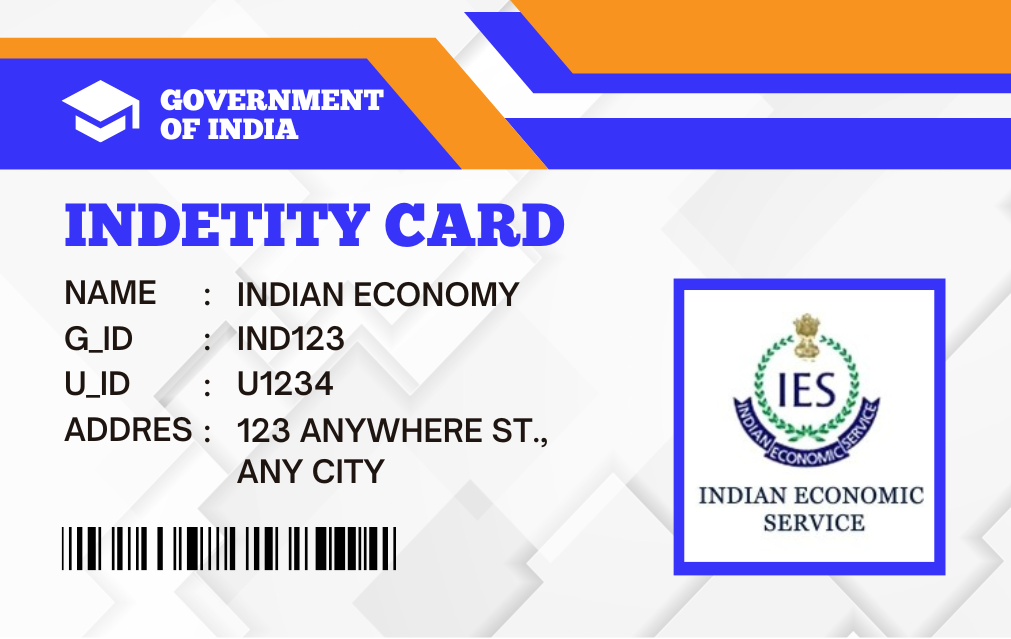 GOVERNMENT
OF INDIA
INDETITY CARD
NAME : INDIAN ECONOMY
G_ID : IND123
U_ID : U1234
ADDRES : 123 ANYWHERE ST.,
ANY CITY
IES
INDIAN ECONOMIC SERVICE
INDIAN ECONOMIC
SERVICE